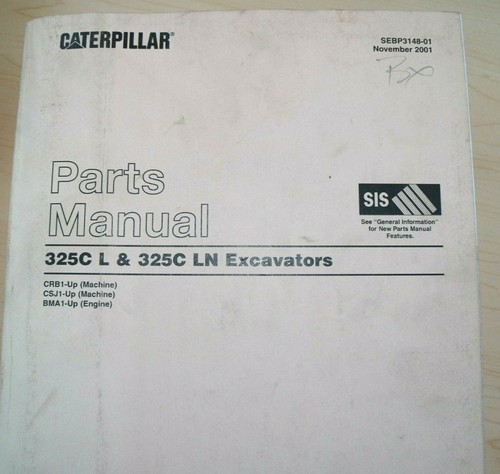 CATERPILLAR®
SEBP3148-01
November 2001
Parts
Manual
SIS
See "General Information"
for New Parts Manual
Features.
325C L & 325C LN Excavators
CRB1-Up (Machine)
CSJ1-Up (Machine)
BMA1-Up (Engine)